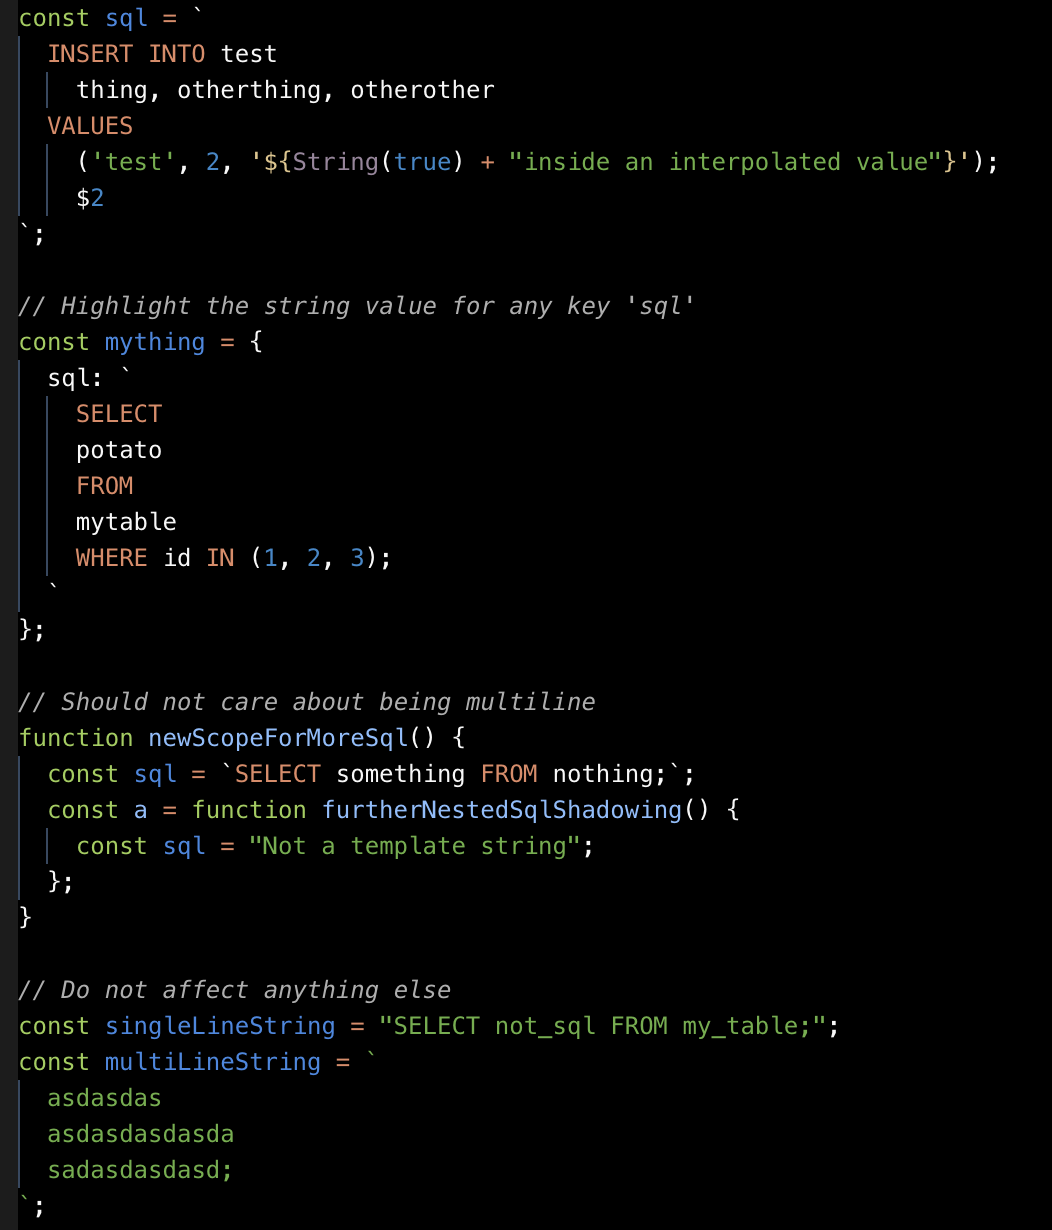 const sql = `
  INSERT INTO test
    thing, otherthing, otherother
  VALUES
    ('test', 2, '${String(true) + "inside an interpolated value"}');
    $2
`;

// Highlight the string value for any key 'sql'
const mything = {
  sql: `
    SELECT
    potato
    FROM
    mytable
    WHERE id IN (1, 2, 3);
  `
};

// Should not care about being multiline
function newScopeForMoreSql() {
  const sql = `SELECT something FROM nothing;`;
  const a = function furtherNestedSqlShadowing() {
    const sql = "Not a template string";
  };
}

// Do not affect anything else
const singleLineString = "SELECT not_sql FROM my_table;";
const multiLineString = `
  asdasdas
  asdasdasdasda
  sadasdasdasd;
`;